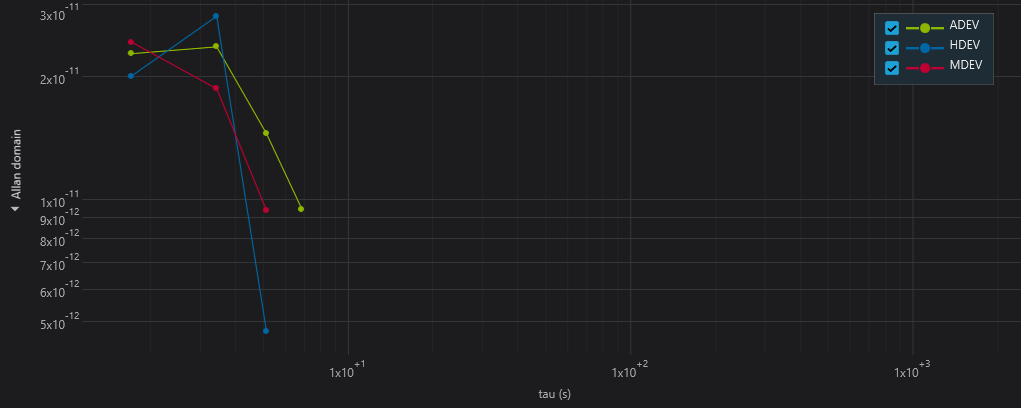 3x10-11
2x10-11
1x10-11
9x10-12
8x10-12
7x10-12
6x10-12
5x10-12
Allan domain
ADEV
HDEV
MDEV
1x10+1
1x10+2
1x10+3
tau (s)